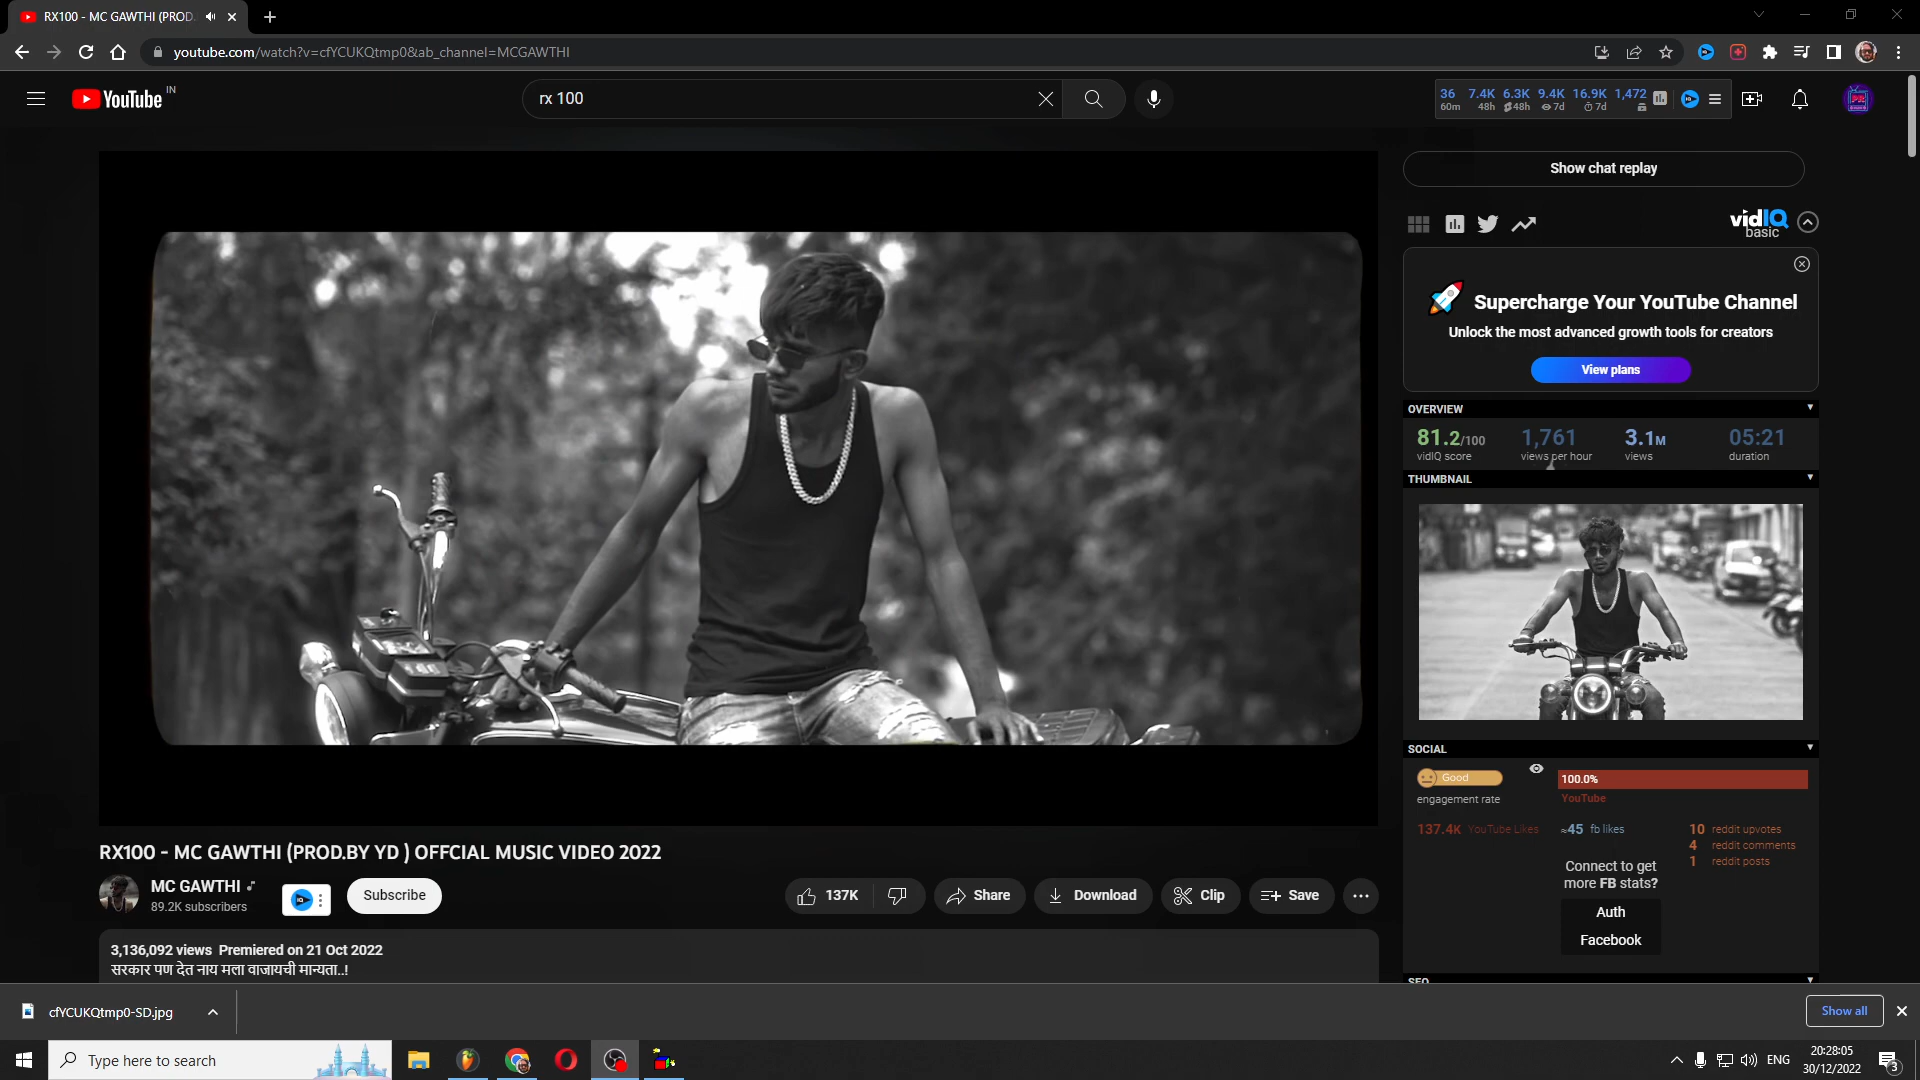 RX100 - MC GAWTHI (PROD.
youtube.com/watch?v=cfYCUKQtmp0&ab_channel=MCGAWTHI
YouTube IN
rx 100
36 7.4K 6.3K 9.4K 16.9K 1,472
60m 48h 48h 7d 7d
Show chat replay
vidIQ
basic
Supercharge Your YouTube Channel
Unlock the most advanced growth tools for creators
View plans
OVERVIEW
81.2/100 1,761 3.1M 05:21
vidIQ score views per hour views duration
THUMBNAIL
SOCIAL
Good 100.0%
engagement rate YouTube
137.4K YouTube Likes ≈45 fb likes 10 reddit upvotes
4 reddit comments
1 reddit posts
Connect to get
more FB stats?
Auth
Facebook
SEO
RX100 - MC GAWTHI (PROD.BY YD ) OFFCIAL MUSIC VIDEO 2022
MC GAWTHI
89.2K subscribers
IQ
Subscribe
137K Share Download Clip Save
3,136,092 views Premiered on 21 Oct 2022
सरकार पण देत नाय मला वाजायची मान्यता..!
cfYCUKQtmp0-SD.jpg
Show all
Type here to search
ENG
20:28:05
30/12/2022
3